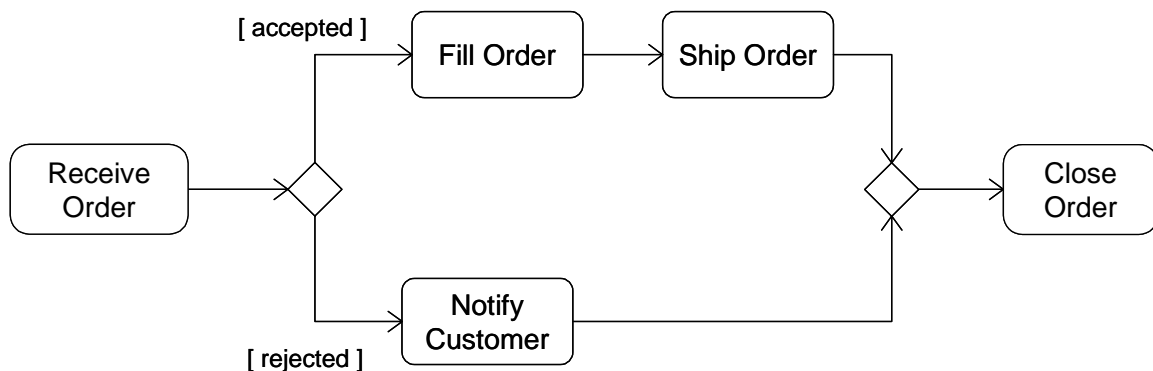 [ accepted ]
Fill Order
Ship Order
Receive
Order
Close
Order
Notify
Customer
[ rejected ]